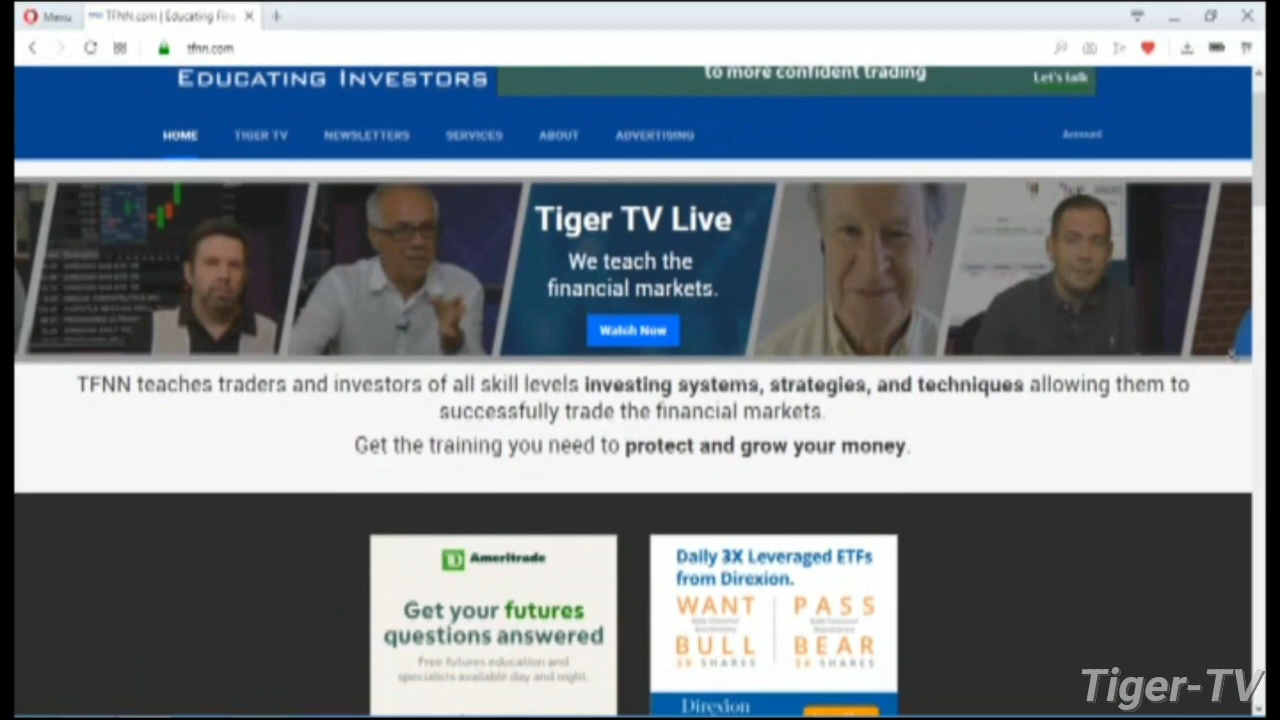 Menu
TFNN.com | Educating Fin
tfnn.com
to more confident trading
EDUCATING INVESTORS
Let's talk
HOME
TIGER TV
NEWSLETTERS
SERVICES
ABOUT
ADVERTISING
Account
Tiger TV Live
We teach the
financial markets.
Watch Now
TFNN teaches traders and investors of all skill levels investing systems, strategies, and techniques allowing them to
successfully trade the financial markets.
Get the training you need to protect and grow your money.
TD Ameritrade
Get your futures
questions answered
Free futures education and
specialists available day and night.
Daily 3X Leveraged ETFs
from Direxion.
WANT
PASS
BULL
BEAR
3X SHARES
3X SHARES
Direxion
Tiger-TV